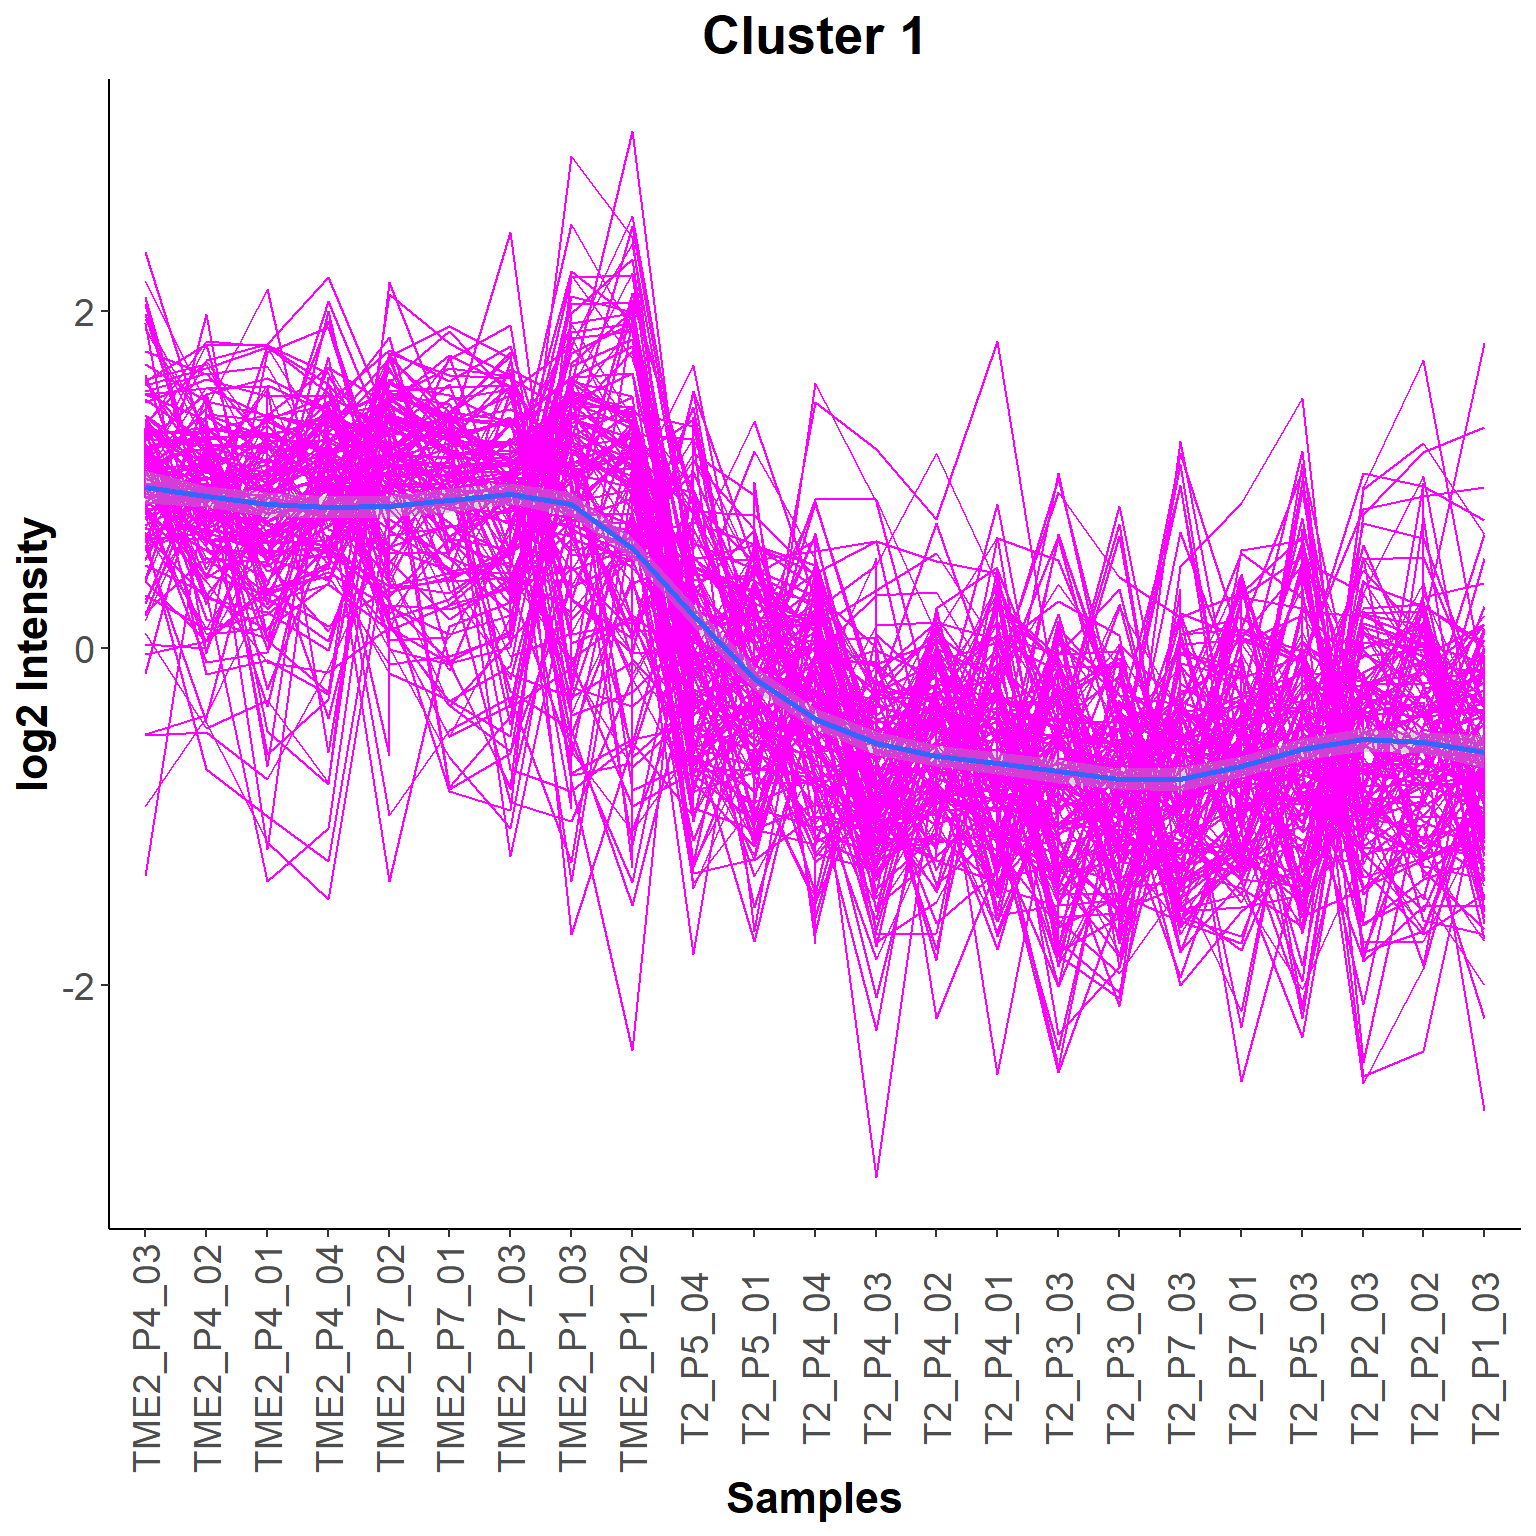 Cluster 1
log2 Intensity
2
0
-2
TME2_P4_03
TME2_P4_02
TME2_P4_01
TME2_P4_04
TME2_P7_02
TME2_P7_01
TME2_P7_03
TME2_P1_03
TME2_P1_02
T2_P5_04
T2_P5_01
T2_P4_04
T2_P4_03
T2_P4_02
T2_P4_01
T2_P3_03
T2_P3_02
T2_P7_03
T2_P7_01
T2_P5_03
T2_P2_03
T2_P2_02
T2_P1_03
Samples